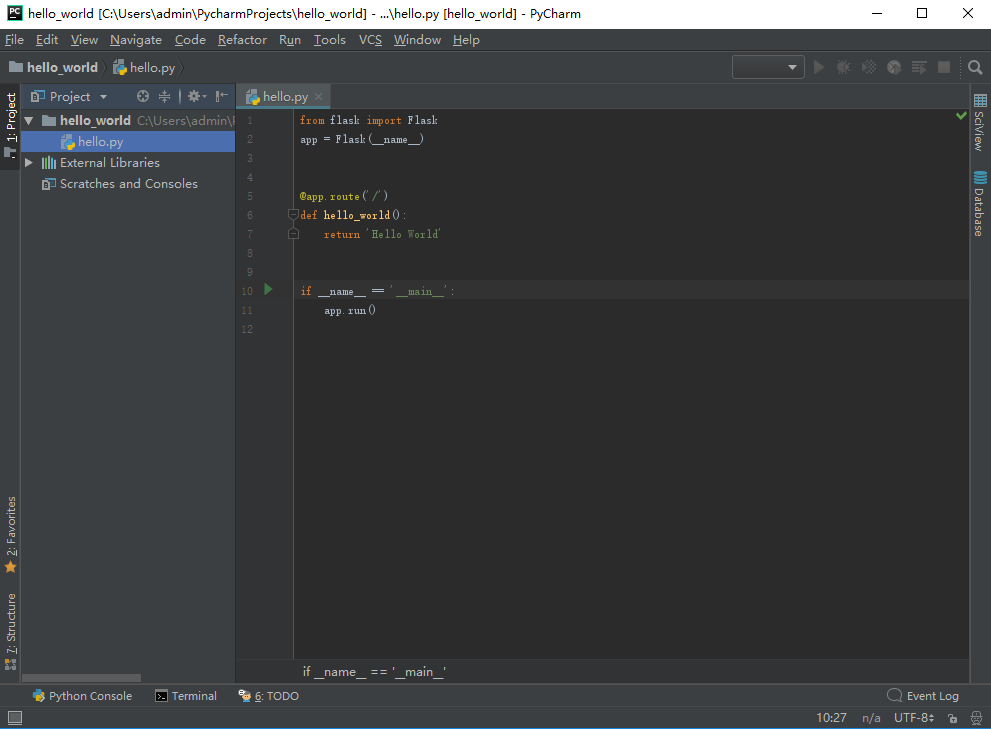 hello_world [C:\Users\admin\PycharmProjects\hello_world] - ...\hello.py [hello_world] - PyCharm
File Edit View Navigate Code Refactor Run Tools VCS Window Help
hello_world hello.py
1: Project
Project
hello.py
hello_world C:\Users\admin\
hello.py
External Libraries
Scratches and Consoles
1 from flask import Flask
2 app = Flask(__name__)
3
4
5 @app.route('/')
6 def hello_world():
7 return 'Hello World'
8
9
10 if __name__ == '__main__':
11 app.run()
12
SciView
Database
2: Favorites
7: Structure
if __name__ == '__main__'
Python Console Terminal 6: TODO Event Log
10:27 n/a UTF-8